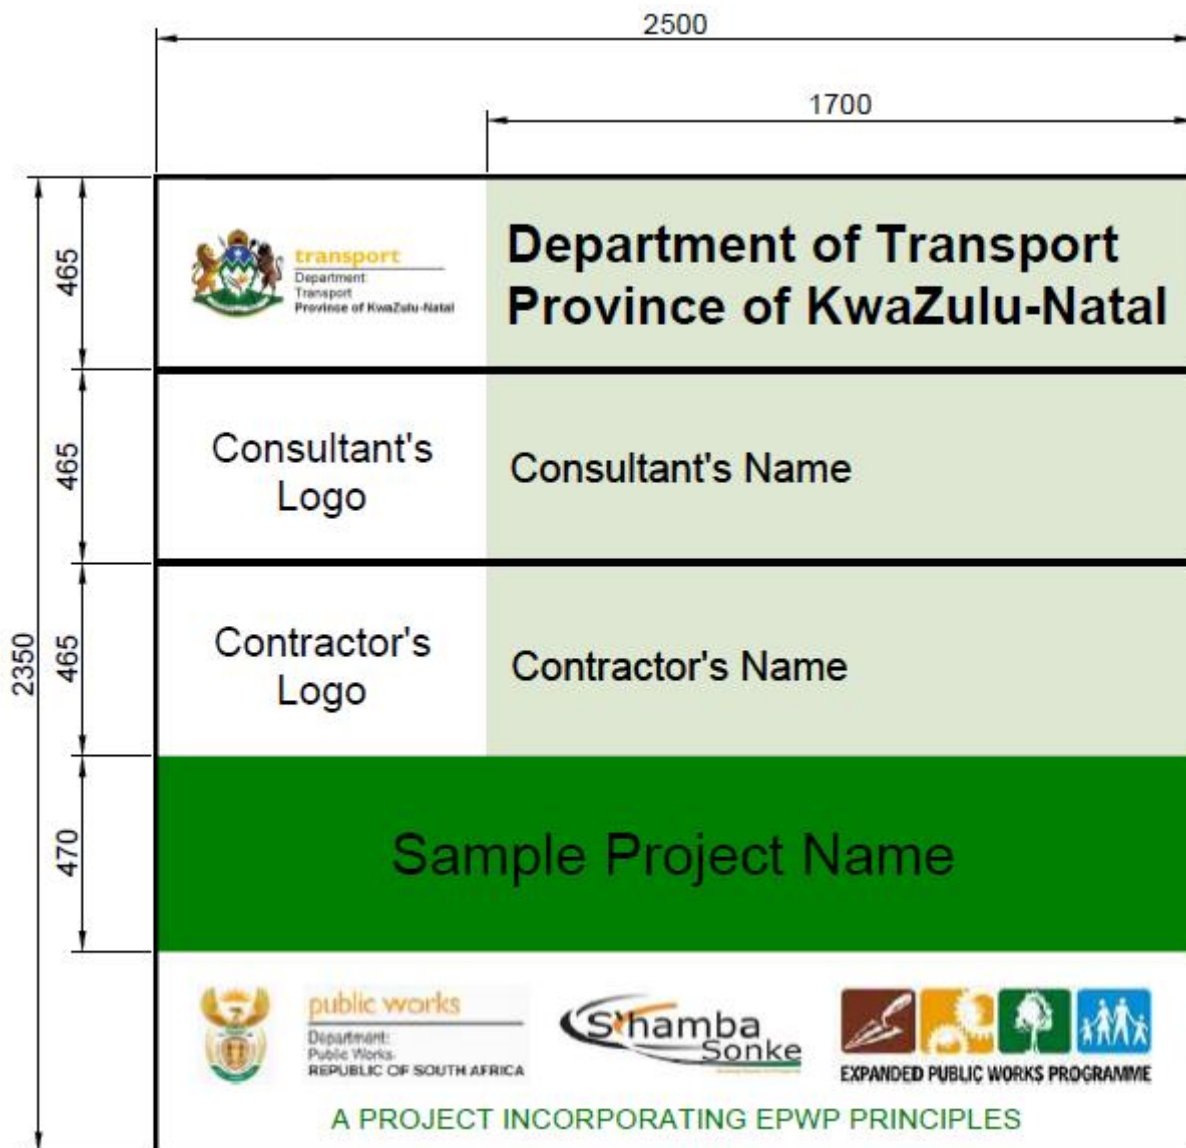 2500
1700
465
transport
Department:
Transport
Province of KwaZulu-Natal
Department of Transport
Province of KwaZulu-Natal
465
Consultant's
Logo
Consultant's Name
2350
465
Contractor's
Logo
Contractor's Name
470
Sample Project Name
public works
Department:
Public Works
REPUBLIC OF SOUTH AFRICA
S'hamba
Sonke
EXPANDED PUBLIC WORKS PROGRAMME
A PROJECT INCORPORATING EPWP PRINCIPLES